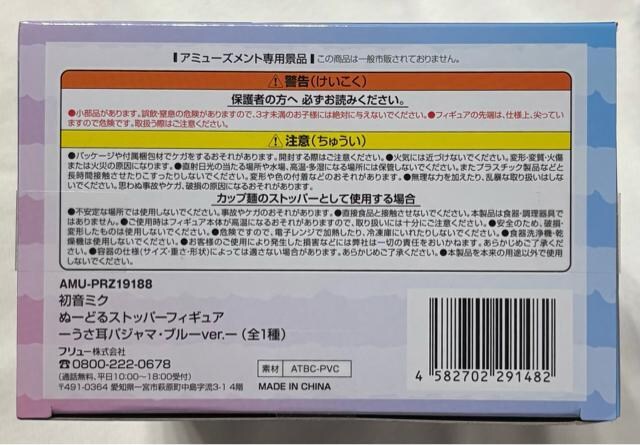 アミューズメント専用景品 この商品は一般市販されておりません。
⚠警告(けいこく)
保護者の方へ 必ずお読みください。
●小部品があります。誤飲・窒息の危険がありますので、3才未満のお子様には絶対に与えないでください。●フィギュアの先端は、仕様上、尖ってい
ますので危険です。取扱う際はご注意ください。
⚠注意(ちゅうい)
●パッケージや付属梱包材でケガをするおそれがあります。開封する際はご注意ください。●火気には近づけないでください。変形・変質・火傷
または火災の原因になります。●直射日光の当たる場所や水場、高温・多湿になる場所には保管しないでください。またプラスチック製品などと
長時間接触させたりこすったりしないでください。変形や色の付着などのおそれがあります。●無理な力を加えたり、乱暴な取り扱いはしな
いでください。思わぬ事故やケガ、破損の原因になるおそれがあります。
カップ麺のストッパーとして使用する場合
●不安定な場所では使用しないでください。事故やケガのおそれがあります。●直接食品と接触させないでください。本製品は食器・調理器具で
はありません。●ご使用時はフィギュア本体が高温になるおそれがありますので、取り扱いには十分にご注意ください。●安全のため、破損・
変形したものは使用しないでください。●危険ですので、電子レンジで加熱したり、冷凍庫にいれたりしないでください。●食器洗浄機・乾
燥機は使用しないでください。●お客様のご使用により発生した損害などには弊社は一切の責任をおいかねます。あらかじめご了承くださ
い。●容器の仕様(サイズ・重さ・形状)によっては適さない場合があります。あらかじめご了承ください。●本製品を本来の用途以外で使用
しないでください。
AMU-PRZ19188
初音ミク
ぬーどるストッパーフィギュア
ーうさ耳パジャマ・ブルーver.ー (全1種)
フリュー株式会社
0800-222-0678
(通話無料、平日10:00〜18:00受付)
〒491-0364 愛知県一宮市萩原町中島字流3-1 4階
素材 ATBC-PVC
MADE IN CHINA
4 582702 291482